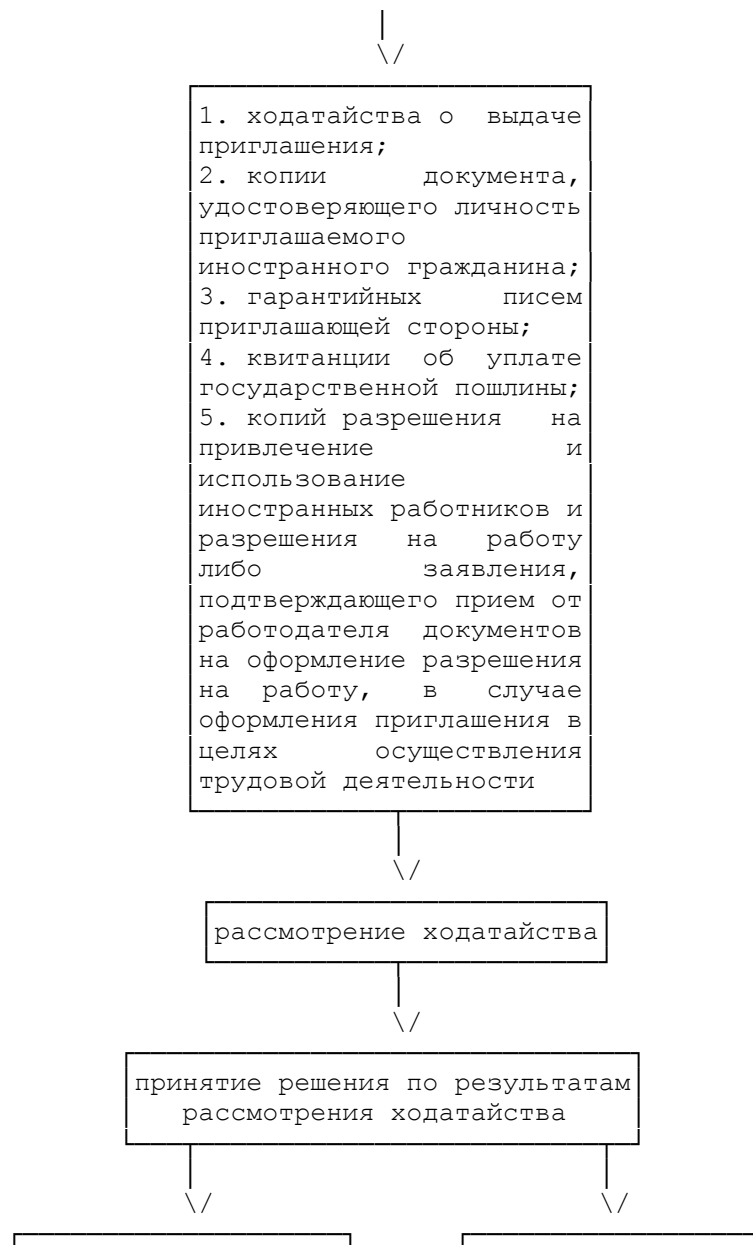 1. ходатайства о выдаче
приглашения;
2. копии документа,
удостоверяющего личность
приглашаемого
иностранного гражданина;
3. гарантийных писем
приглашающей стороны;
4. квитанции об уплате
государственной пошлины;
5. копий разрешения на
привлечение и
использование
иностранных работников и
разрешения на работу
либо заявления,
подтверждающего прием от
работодателя документов
на оформление разрешения
на работу, в случае
оформления приглашения в
целях осуществления
трудовой деятельности
рассмотрение ходатайства
принятие решения по результатам
рассмотрения ходатайства